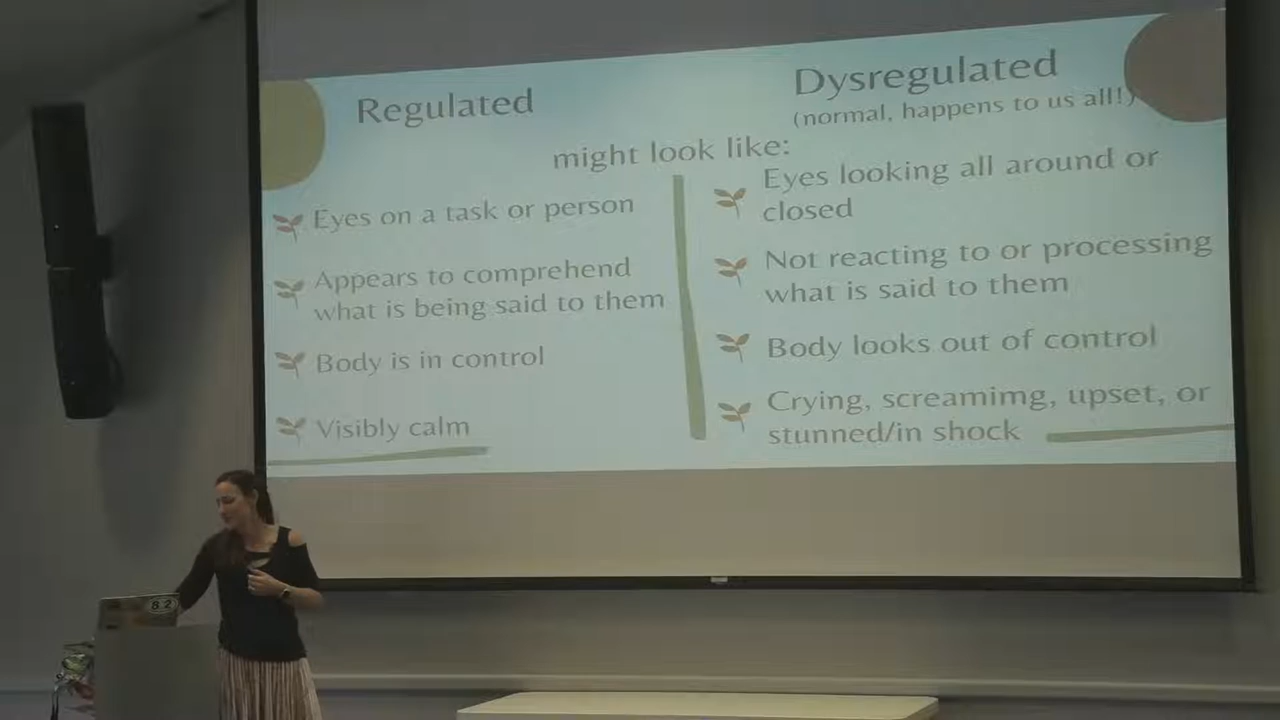 Regulated
Dysregulated
(normal, happens to us all!)
might look like:
Eyes on a task or person
Appears to comprehend
what is being said to them
Body is in control
Visibly calm
Eyes looking all around or
closed
Not reacting to or processing
what is said to them
Body looks out of control
Crying, screamimg, upset, or
stunned/in shock